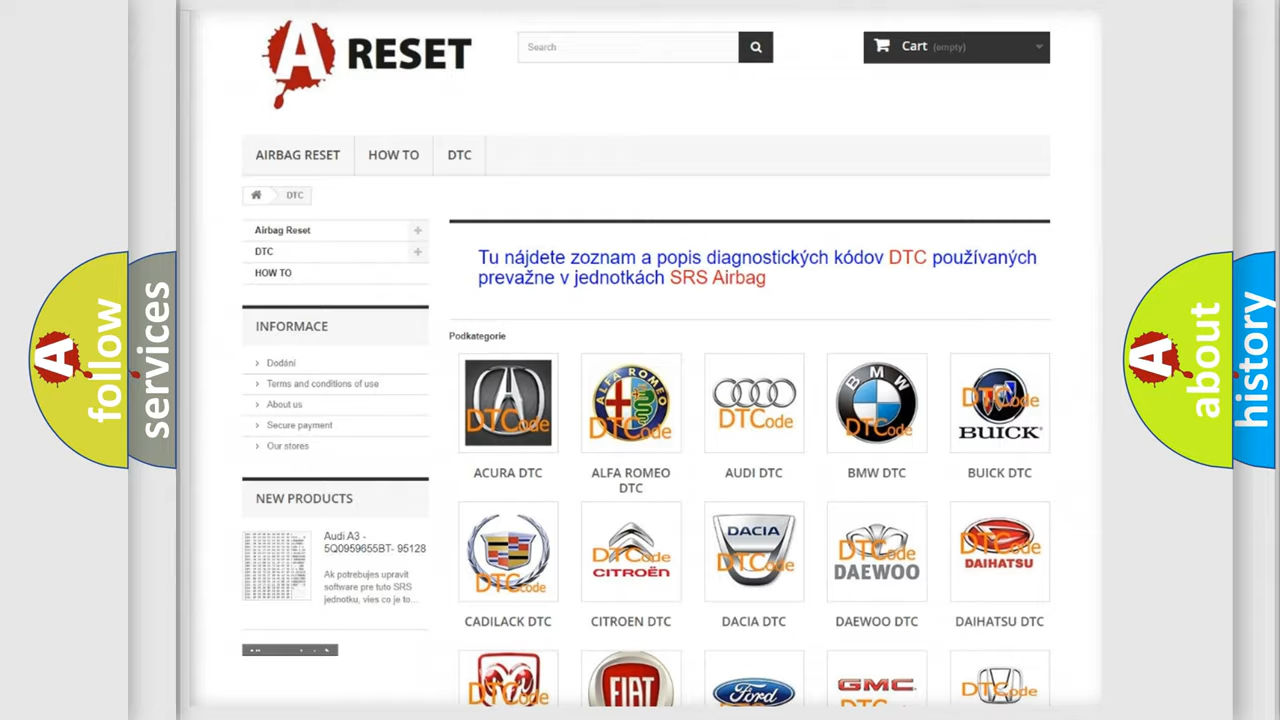 A RESET
Search
Cart (empty)
AIRBAG RESET
HOW TO
DTC
DTC
Airbag Reset
DTC
HOW TO
INFORMACE
Dodání
Terms and conditions of use
About us
Secure payment
Our stores
NEW PRODUCTS
Audi A3 -
5Q0959655BT- 95128
Ak potrebujes upravit
software pre tuto SRS
jednotku, vies co je to...
Tu nájdete zoznam a popis diagnostických kódov DTC používaných
prevažne v jednotkách SRS Airbag
Podkategorie
DTCode
ALFA ROMEO
DTCode
DTCode
BMW
DTCode
DTCode
BUICK
ACURA DTC
ALFA ROMEO
DTC
AUDI DTC
BMW DTC
BUICK DTC
DTCode
DTCode
CITROËN
DACIA
DTCode
DTCode
DAEWOO
DTCode
DAIHATSU
CADILACK DTC
CITROEN DTC
DACIA DTC
DAEWOO DTC
DAIHATSU DTC
DTCode
FIAT
Ford
GMC
DTCode
A follow
services
A about
history